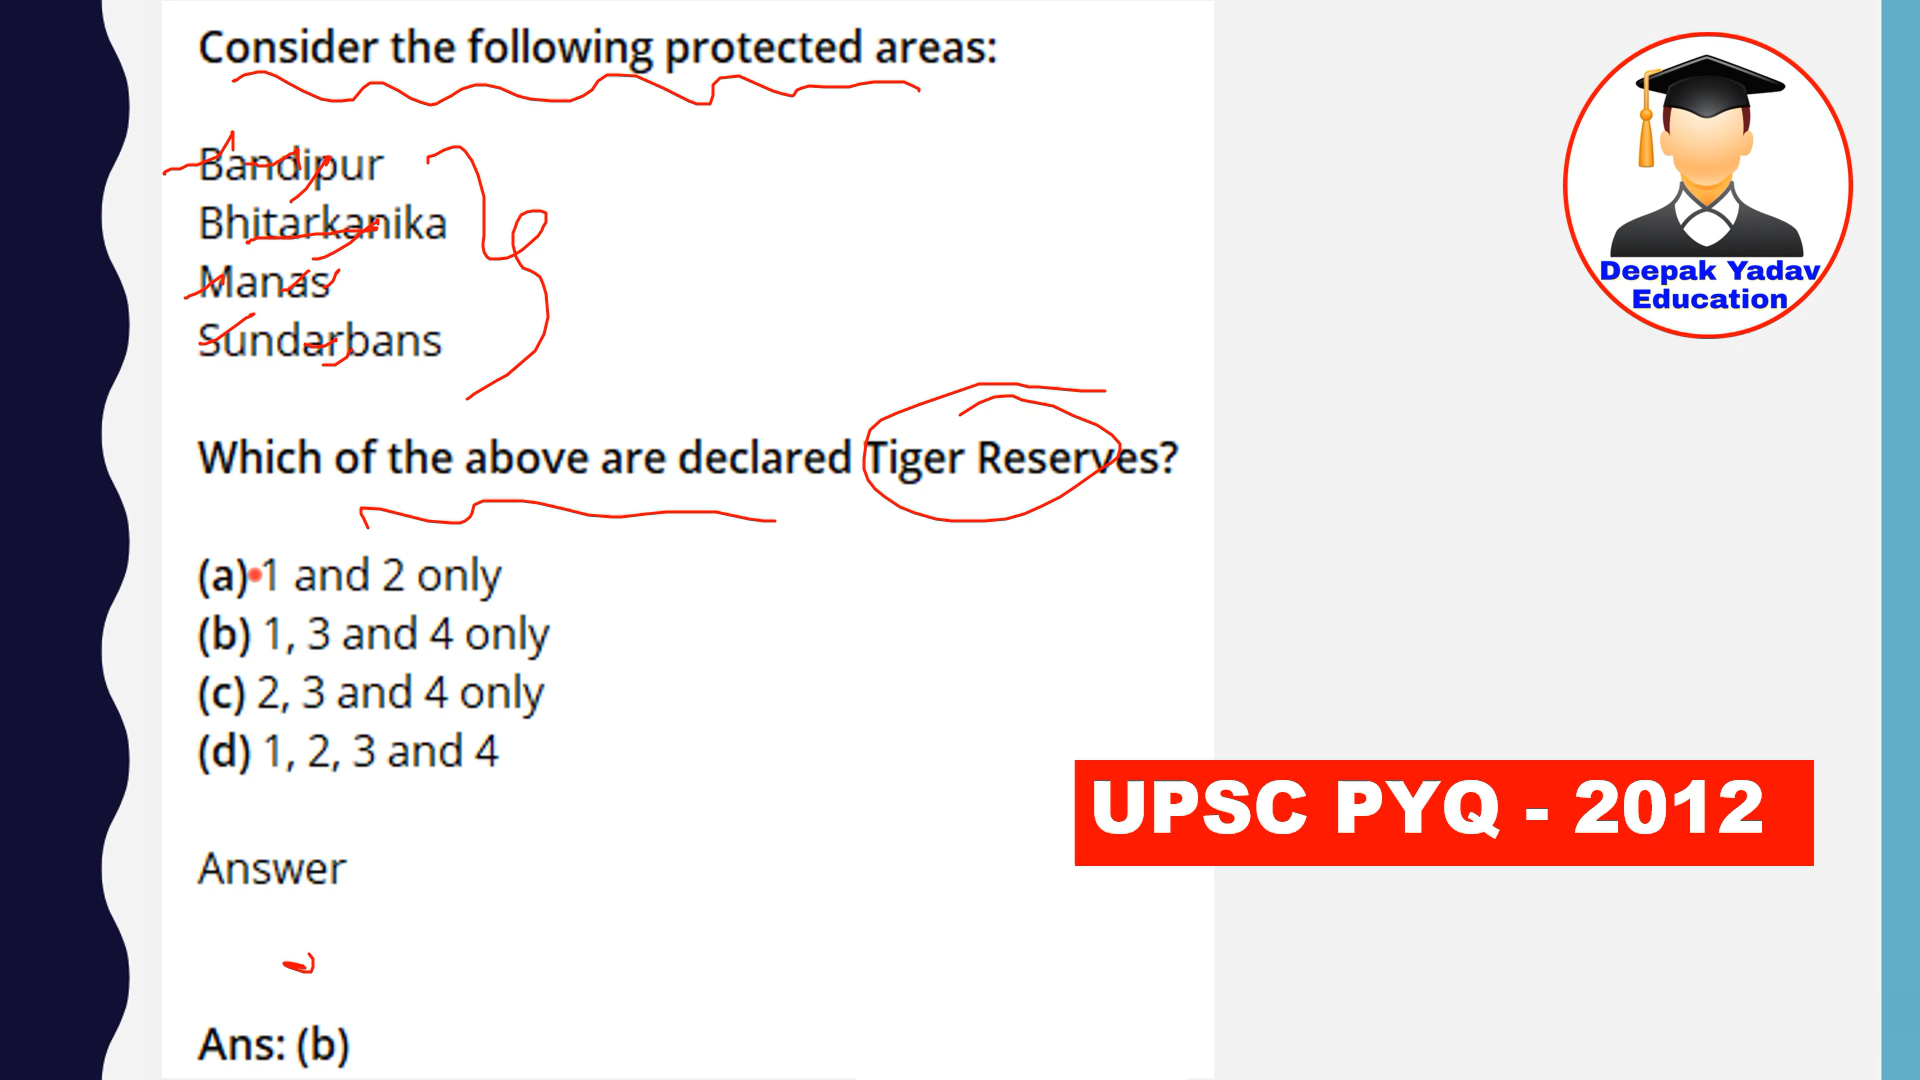 Consider the following protected areas:
Bandipur
Bhitarkanika
Manas
Sundarbans
Which of the above are declared Tiger Reserves?
(a) 1 and 2 only
(b) 1, 3 and 4 only
(c) 2, 3 and 4 only
(d) 1, 2, 3 and 4
Answer
Ans: (b)
Deepak Yadav
Education
UPSC PYQ - 2012